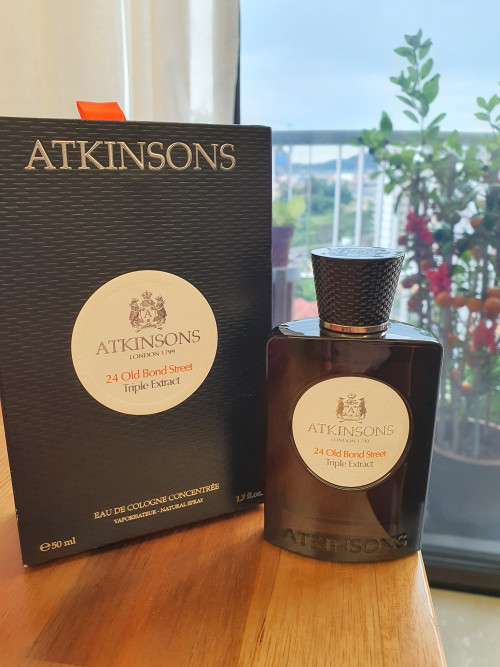 ATKINSONS
ATKINSONS
LONDON 1799
24 Old Bond Street
Triple Extract
EAU DE COLOGNE CONCENTRÉE
VAPORISATEUR - NATURAL SPRAY
℮50 ml
1.7 fl.oz.
ATKINSONS
LONDON 1799
24 Old Bond Street
Triple Extract
ATKINSONS